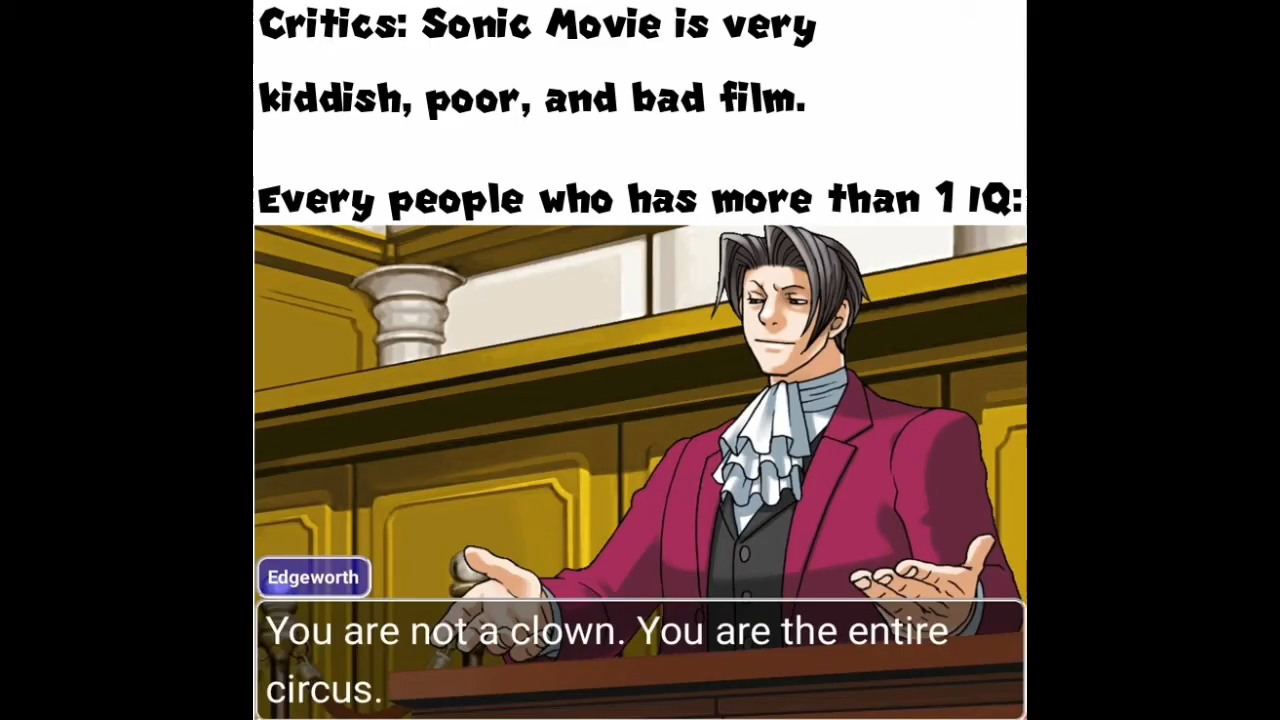 Critics: Sonic Movie is very
kiddish, poor, and bad film.
Every people who has more than 1 IQ:
Edgeworth
You are not a clown. You are the entire
circus.